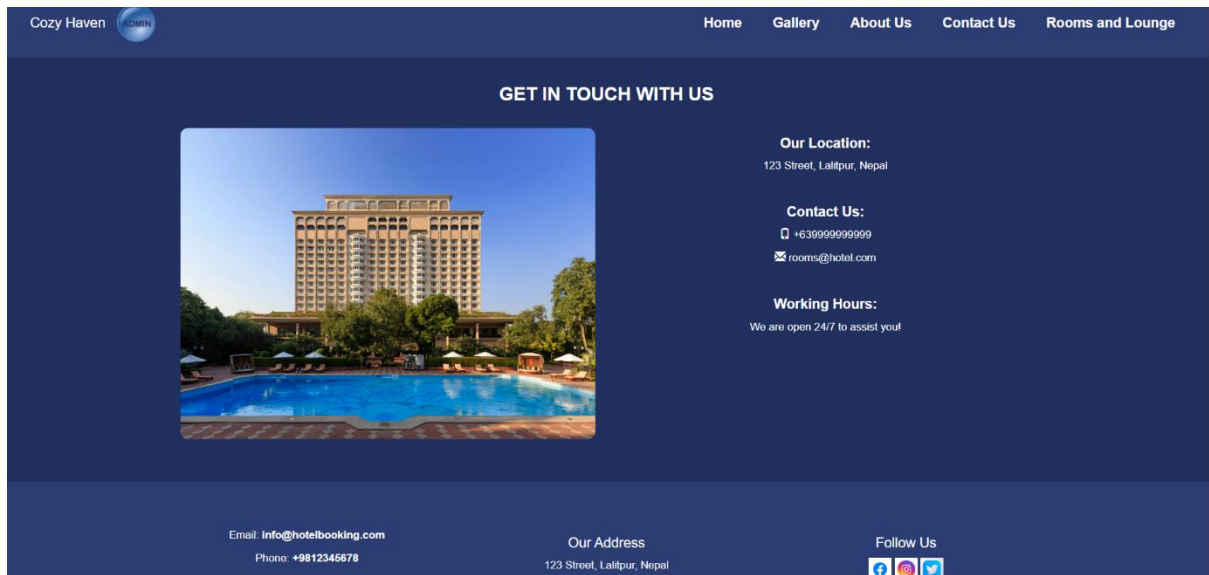 Cozy Haven ADMIN Home Gallery About Us Contact Us Rooms and Lounge
GET IN TOUCH WITH US
Our Location:
123 Street, Lalitpur, Nepal
Contact Us:
+639999999999
rooms@hotel.com
Working Hours:
We are open 24/7 to assist you!
Email: info@hotelbooking.com
Phone: +9812345678
Our Address
123 Street, Lalitpur, Nepal
Follow Us